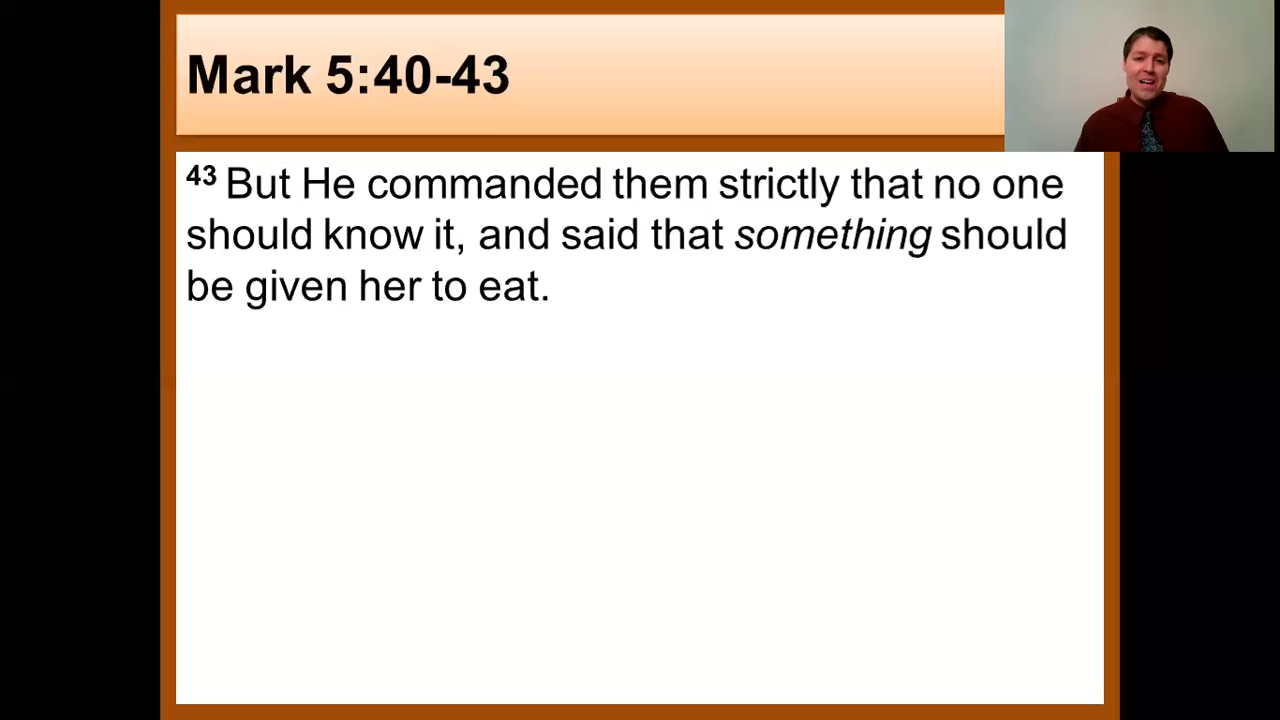 Mark 5:40-43
43 But He commanded them strictly that no one
should know it, and said that something should
be given her to eat.